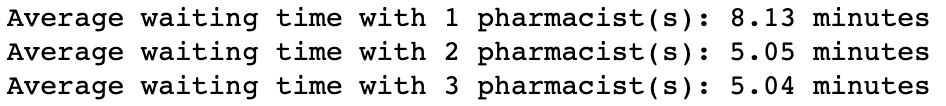 Average waiting time with 1 pharmacist(s): 8.13 minutes
Average waiting time with 2 pharmacist(s): 5.05 minutes
Average waiting time with 3 pharmacist(s): 5.04 minutes